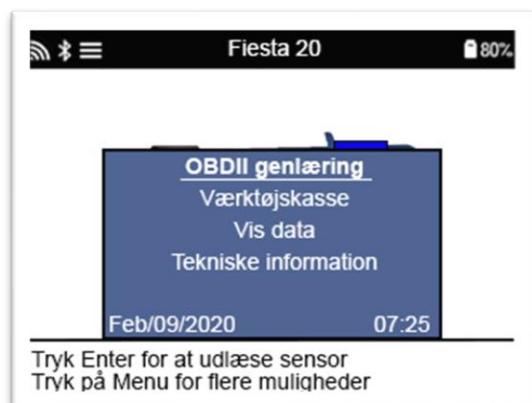 Fiesta 20
80%
OBDII genlæring
Værktøjskasse
Vis data
Tekniske information
Feb/09/2020 07:25
Tryk Enter for at udlæse sensor
Tryk på Menu for flere muligheder